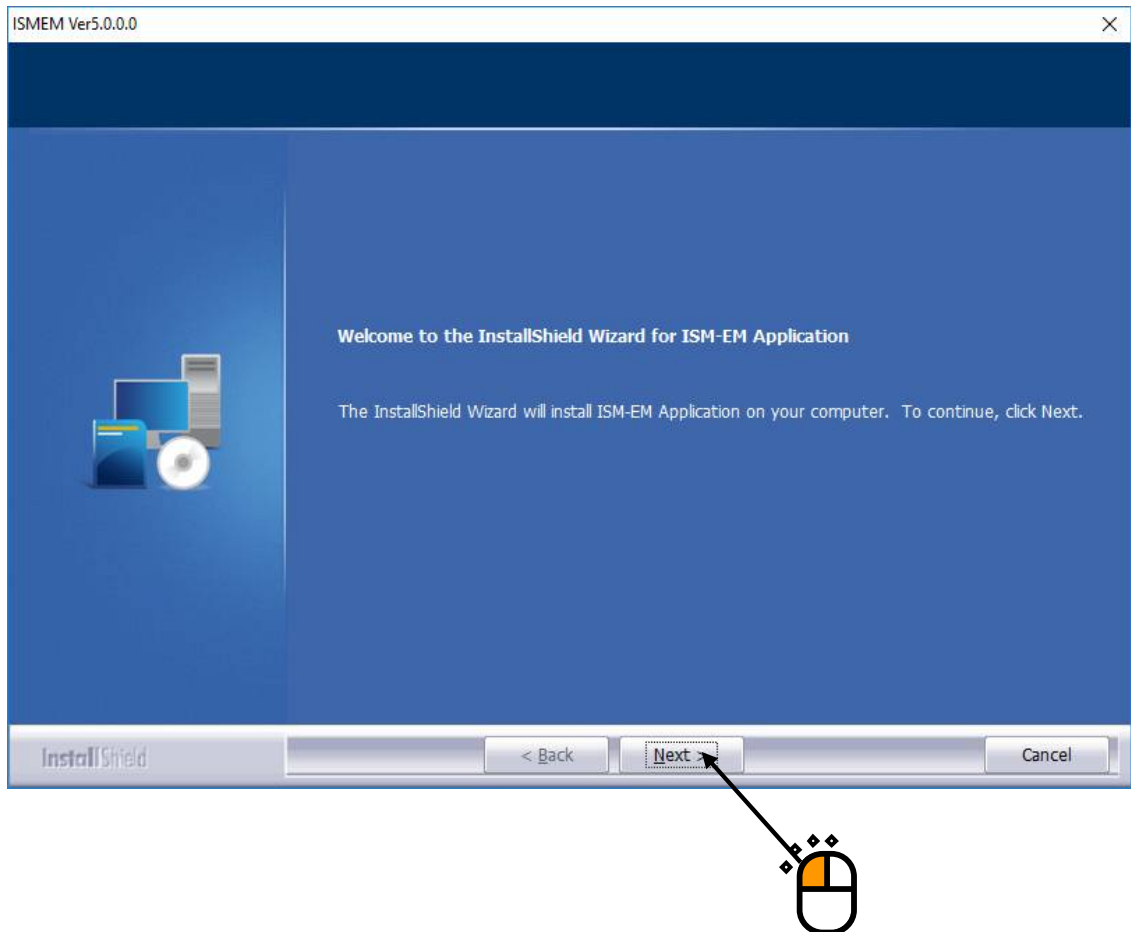 ISMEM Ver5.0.0.0
Welcome to the InstallShield Wizard for ISM-EM Application
The InstallShield Wizard will install ISM-EM Application on your computer. To continue, click Next.
InstallShield
< Back
Next >
Cancel